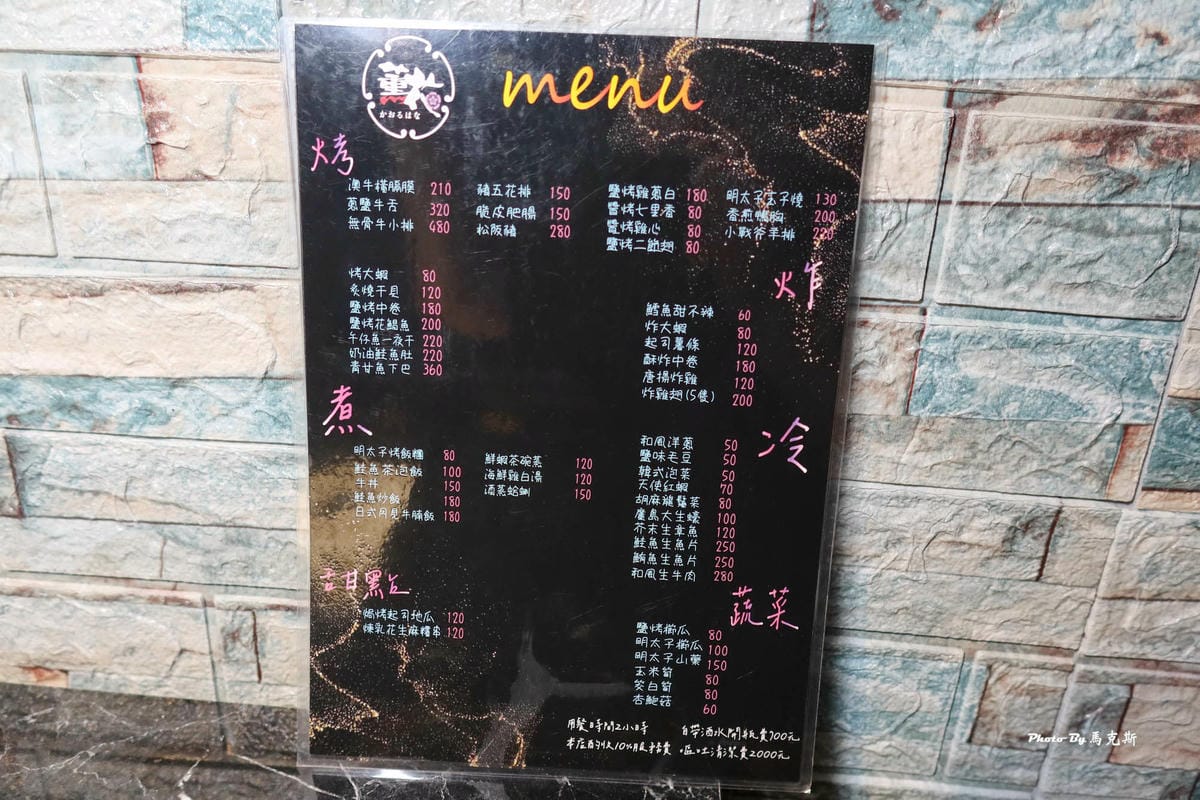 薰花
かおるはな
menu
烤
澳牛橫膈膜 210
蔥鹽牛舌 320
無骨牛小排 480
豬五花排 150
脆皮肥腸 150
松阪豬 280
鹽烤雞蔥白 180
醬烤七里香 80
醬烤雞心 80
鹽烤二節翅 80
明太子玉子燒 130
香煎鴨胸 200
小戰斧羊排 220
烤大蝦 80
炙燒干貝 120
鹽烤中卷 180
鹽烤花鯛魚 200
午仔魚一夜干 220
奶油鮭魚肚 220
青甘魚下巴 360
炸
鱈魚甜不辣 60
炸大蝦 80
起司薯條 120
酥炸中卷 180
唐揚炸雞 120
炸雞翅(5隻) 200
煮
明太子烤飯糰 80
鮭魚茶泡飯 100
牛丼 150
鮭魚炒飯 180
日式月見牛腩飯 180
鮮蝦茶碗蒸 120
海鮮雞白湯 120
酒蒸蛤蜊 150
冷
和風洋蔥 50
鹽味毛豆 50
韓式泡菜 50
天使紅蝦 70
胡麻龍鬚菜 80
廣島大生蠔 100
芥末生章魚 120
鮭魚生魚片 250
鮪魚生魚片 250
和風生牛肉 280
甜點
焗烤起司地瓜 120
煉乳花生麻糬串 120
蔬菜
鹽烤櫛瓜 80
明太子櫛瓜 100
明太子山藥 150
玉米筍 80
筊白筍 80
杏鮑菇 60
用餐時間2小時
本店酌收10%服務費
自帶酒水開瓶費700元
嘔吐清潔費2000元
Photo By 馬克斯